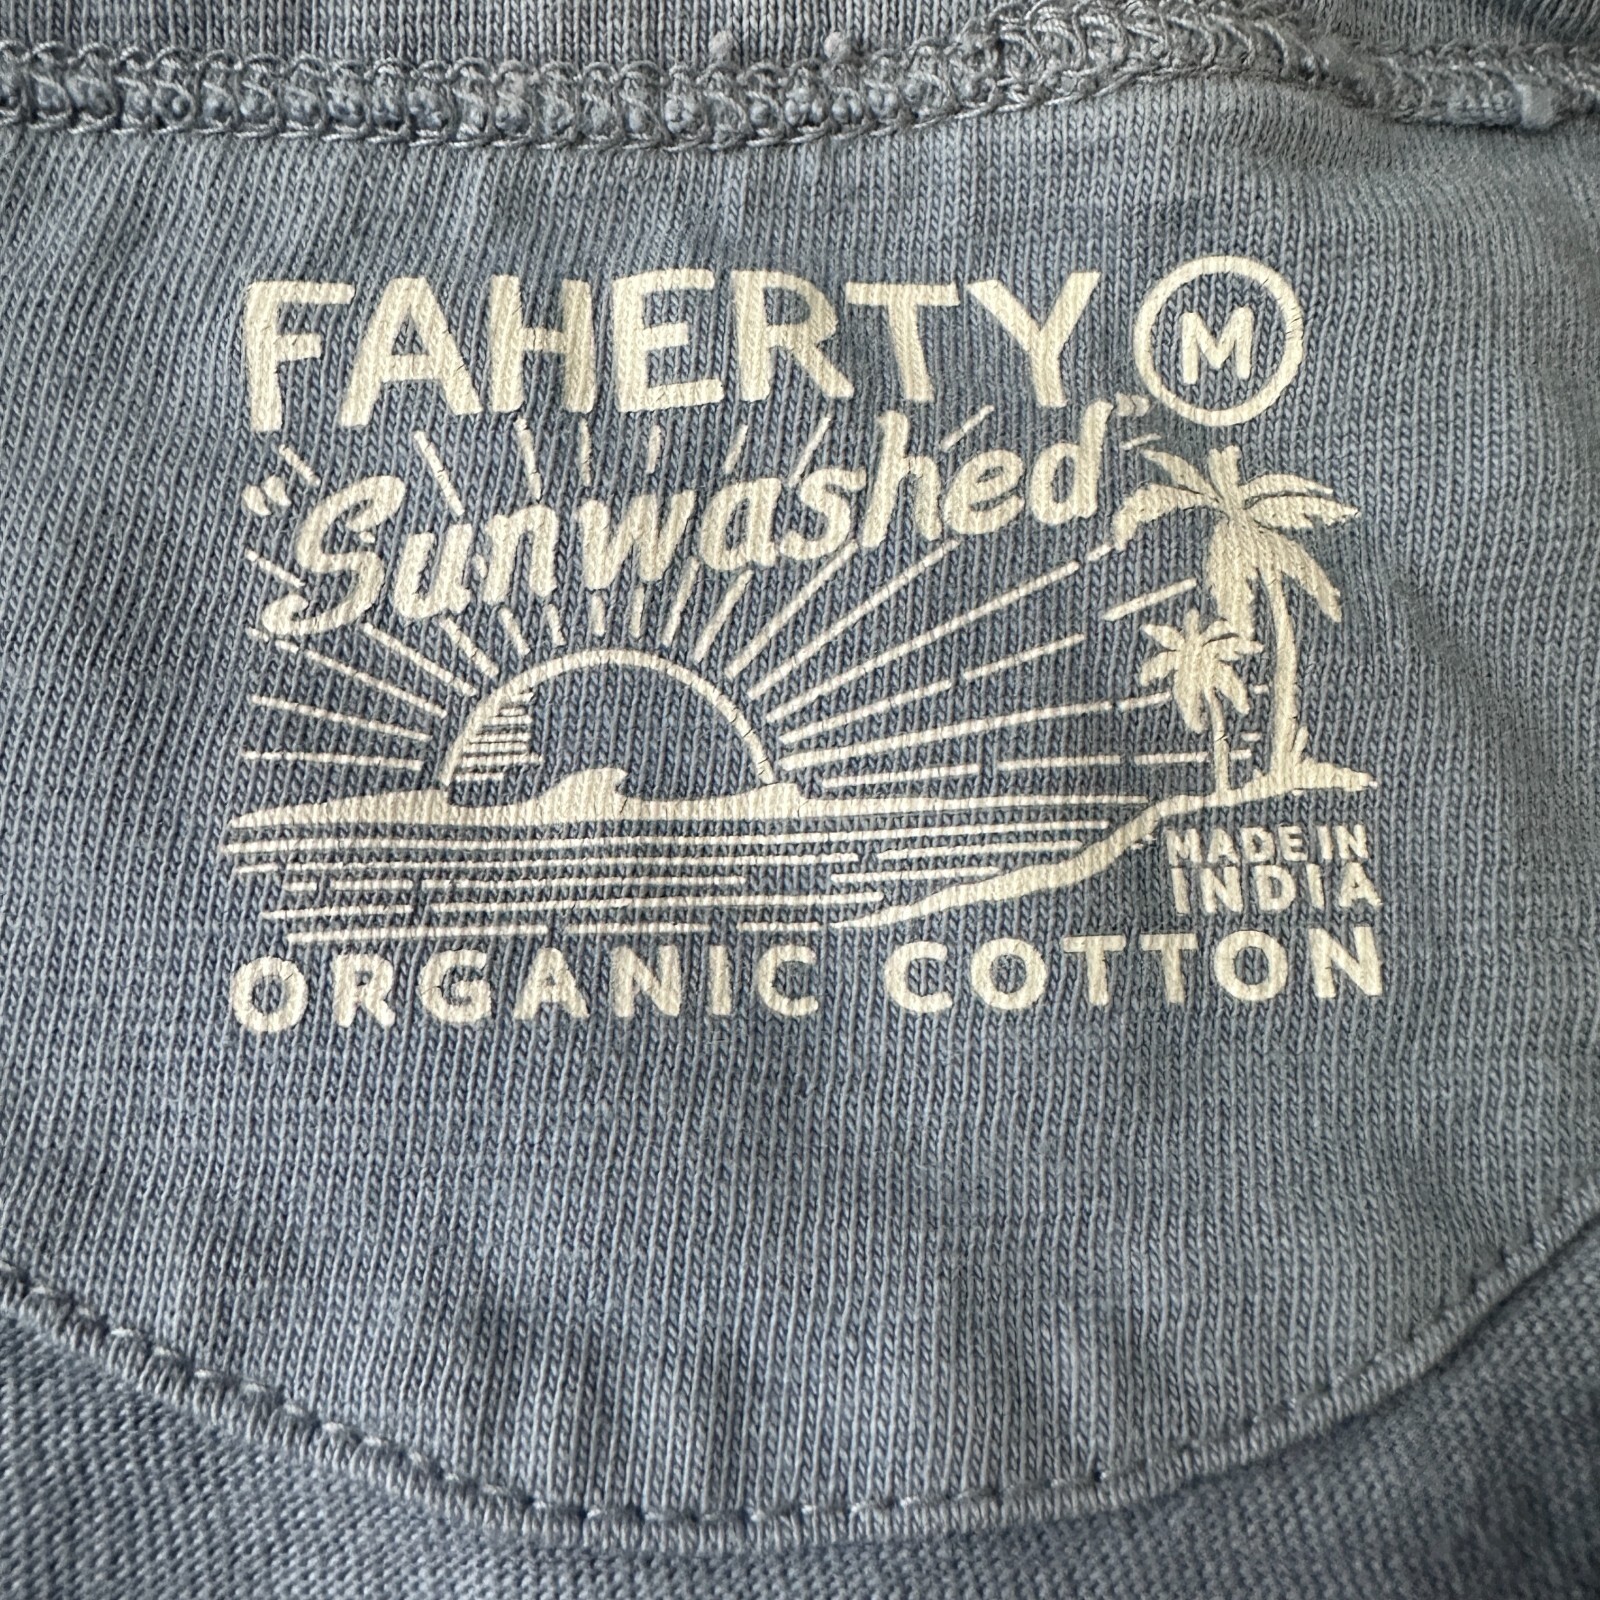 FAHERTY M
"Sunwashed"
MADE IN
INDIA
ORGANIC COTTON